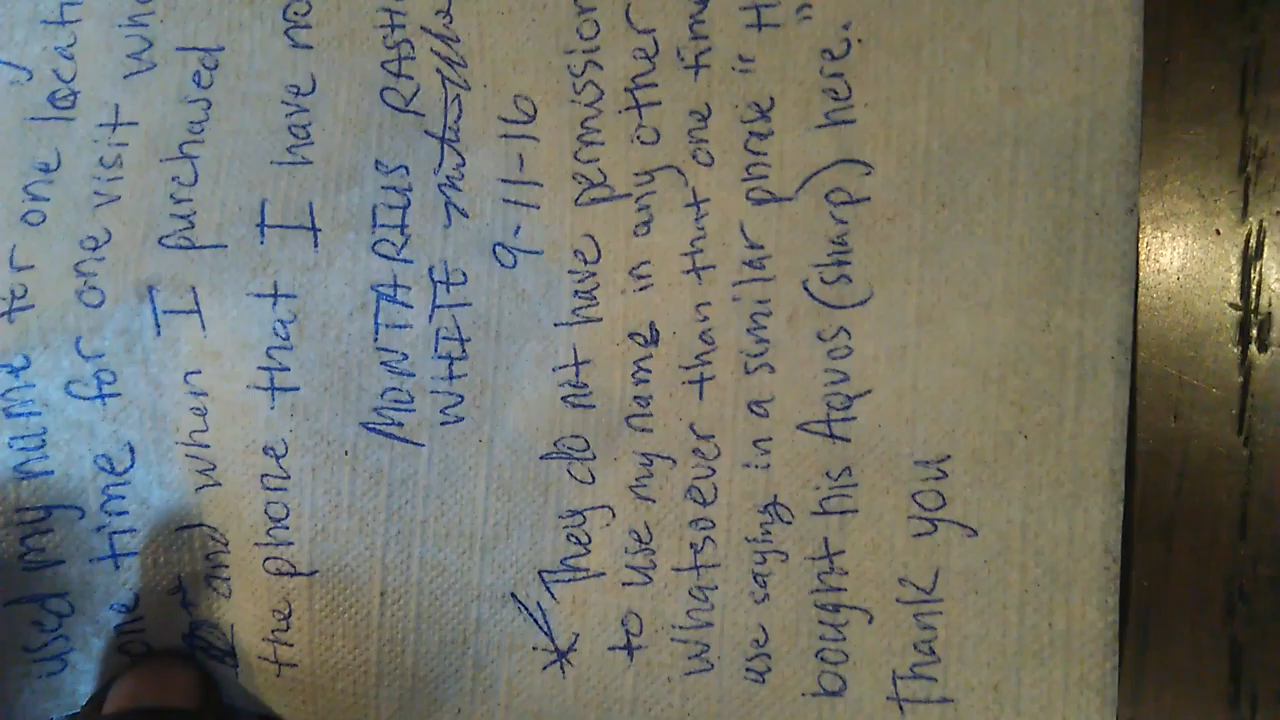 used my name for one locati
one time for one visit whe
and when I purchased
the phone that I have no
MONTARIUS RASH
WHITE
9-11-16
* They do not have permission
to use my name in any other
whatsoever than that one time
use saying in a similar phrase " H
bought his Aquos (sharp) here."
Thank you